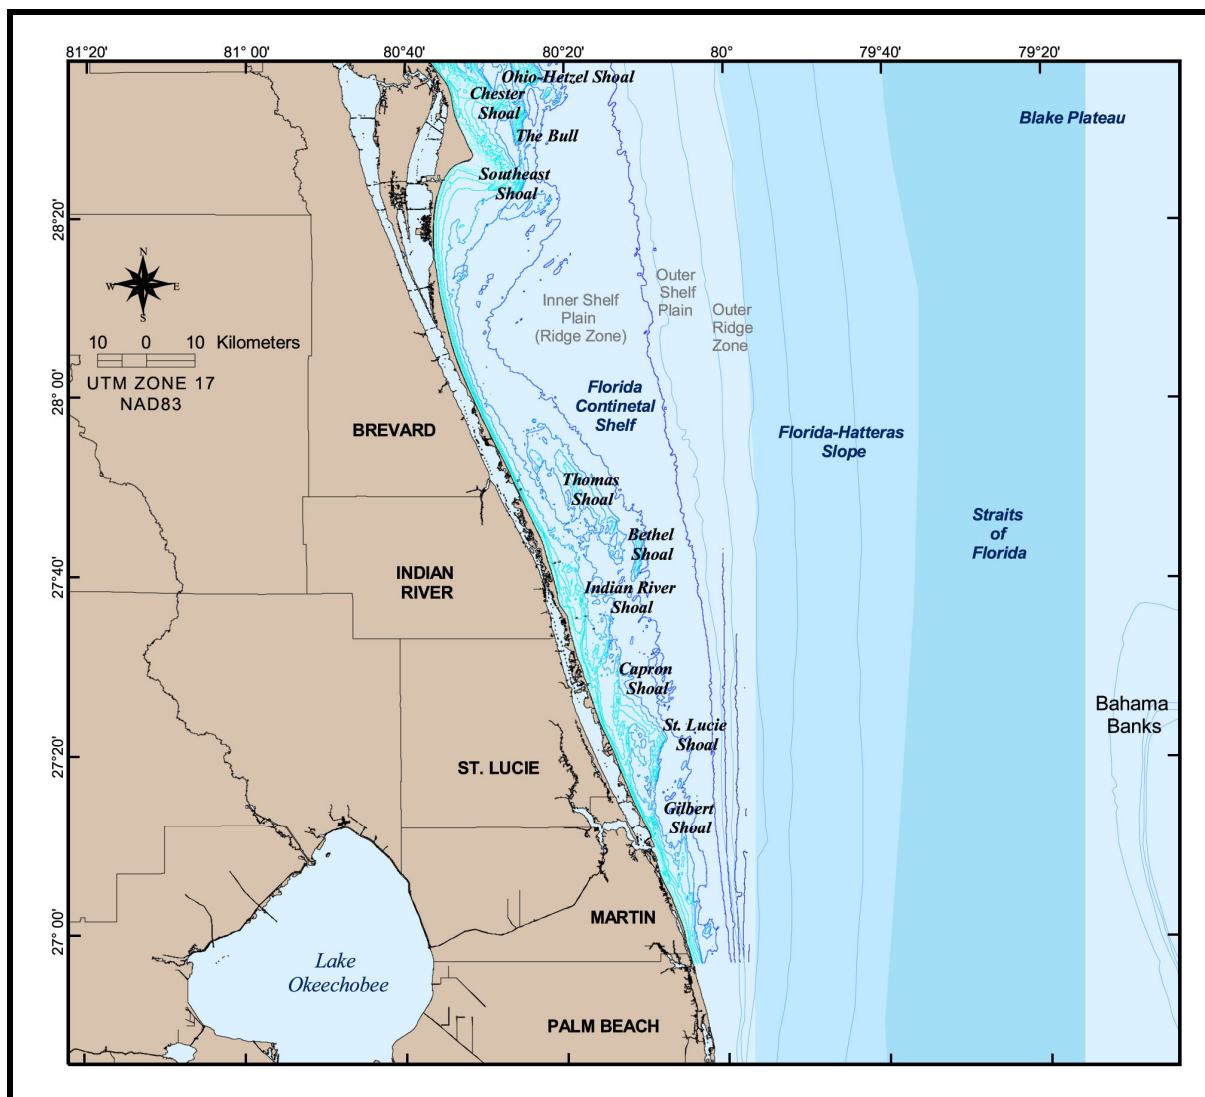 81°20'
81° 00'
80°40'
80°20'
80°
79°40'
79°20'
Ohio-Hetzel Shoal
Chester
Shoal
The Bull
Blake Plateau
Southeast
Shoal
28°20'
N
W
E
S
Outer
Shelf
Plain
Inner Shelf
Plain
(Ridge Zone)
Outer
Ridge
Zone
10 0 10 Kilometers
UTM ZONE 17
NAD83
28° 00'
Florida
Continetal
Shelf
BREVARD
Florida-Hatteras
Slope
Thomas
Shoal
Straits
of
Florida
Bethel
Shoal
27°40'
INDIAN
RIVER
Indian River
Shoal
Capron
Shoal
Bahama
Banks
St. Lucie
Shoal
27°20'
ST. LUCIE
Gilbert
Shoal
27° 00'
MARTIN
Lake
Okeechobee
PALM BEACH